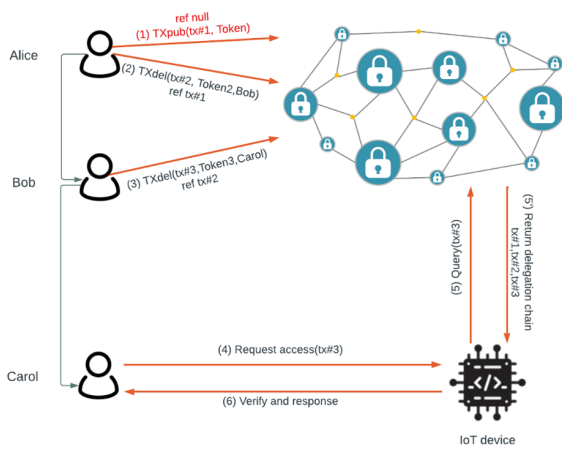 ref null
(1) TXpub(tx#1, Token)
Alice
(2) TXdel(tx#2, Token2,Bob)
ref tx#1
Bob
(3) TXdel(tx#3,Token3,Carol)
ref tx#2
(5) Query(tx#3)
(5') Return delegation chain
tx#1,tx#2,tx#3
(4) Request access(tx#3)
Carol
</>
(6) Verify and response
IoT device